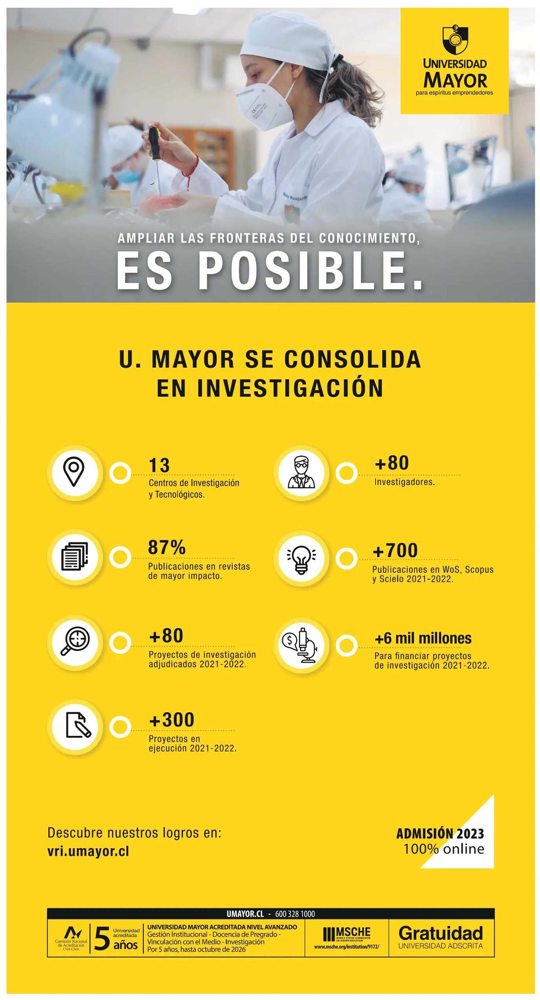 UNIVERSIDAD
MAYOR
para espíritus emprendedores
AMPLIAR LAS FRONTERAS DEL CONOCIMIENTO,
ES POSIBLE.
U. MAYOR SE CONSOLIDA
EN INVESTIGACIÓN
13
Centros de Investigación
y Tecnológicos.
+80
Investigadores.
87%
Publicaciones en revistas
de mayor impacto.
+700
Publicaciones en WoS, Scopus
y Scielo 2021-2022.
+80
Proyectos de investigación
adjudicados 2021-2022.
+6 mil millones
Para financiar proyectos
de investigación 2021-2022.
+300
Proyectos en
ejecución 2021-2022.
Descubre nuestros logros en:
vri.umayor.cl
ADMISIÓN 2023
100% online
UMAYOR.CL - 600 328 1000
Comisión Nacional
de Acreditación
CNA-Chile
5
Universidad
acreditada
años
UNIVERSIDAD MAYOR ACREDITADA NIVEL AVANZADO
Gestión Institucional - Docencia de Pregrado -
Vinculación con el Medio - Investigación
Por 5 años, hasta octubre de 2026
MSCHE
MIDDLE STATES COMMISSION
ON HIGHER EDUCATION
www.msche.org/institution/9172/
Gratuidad
UNIVERSIDAD ADSCRITA